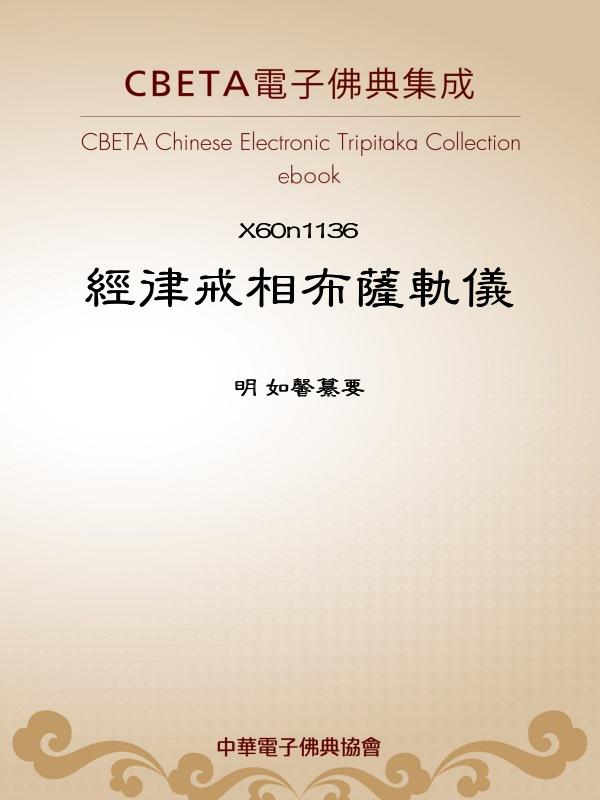 CBETA電子佛典集成
CBETA Chinese Electronic Tripitaka Collection
ebook
X60n1136
經律戒相布薩軌儀
明 如馨纂要
中華電子佛典協會